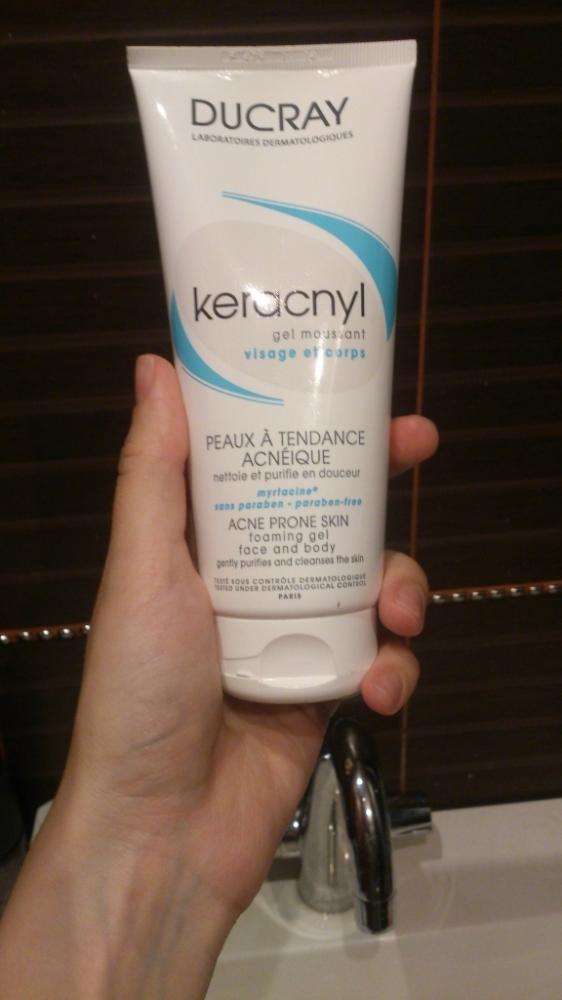 DUCRAY
LABORATOIRES DERMATOLOGIQUES
keracnyl
gel moussant
visage et corps
PEAUX À TENDANCE
ACNÉIQUE
nettoie et purifie en douceur
myrtacine®
sans paraben - paraben-free
ACNE PRONE SKIN
foaming gel
face and body
gently purifies and cleanses the skin
TESTÉ SOUS CONTRÔLE DERMATOLOGIQUE
TESTED UNDER DERMATOLOGICAL CONTROL
PARIS